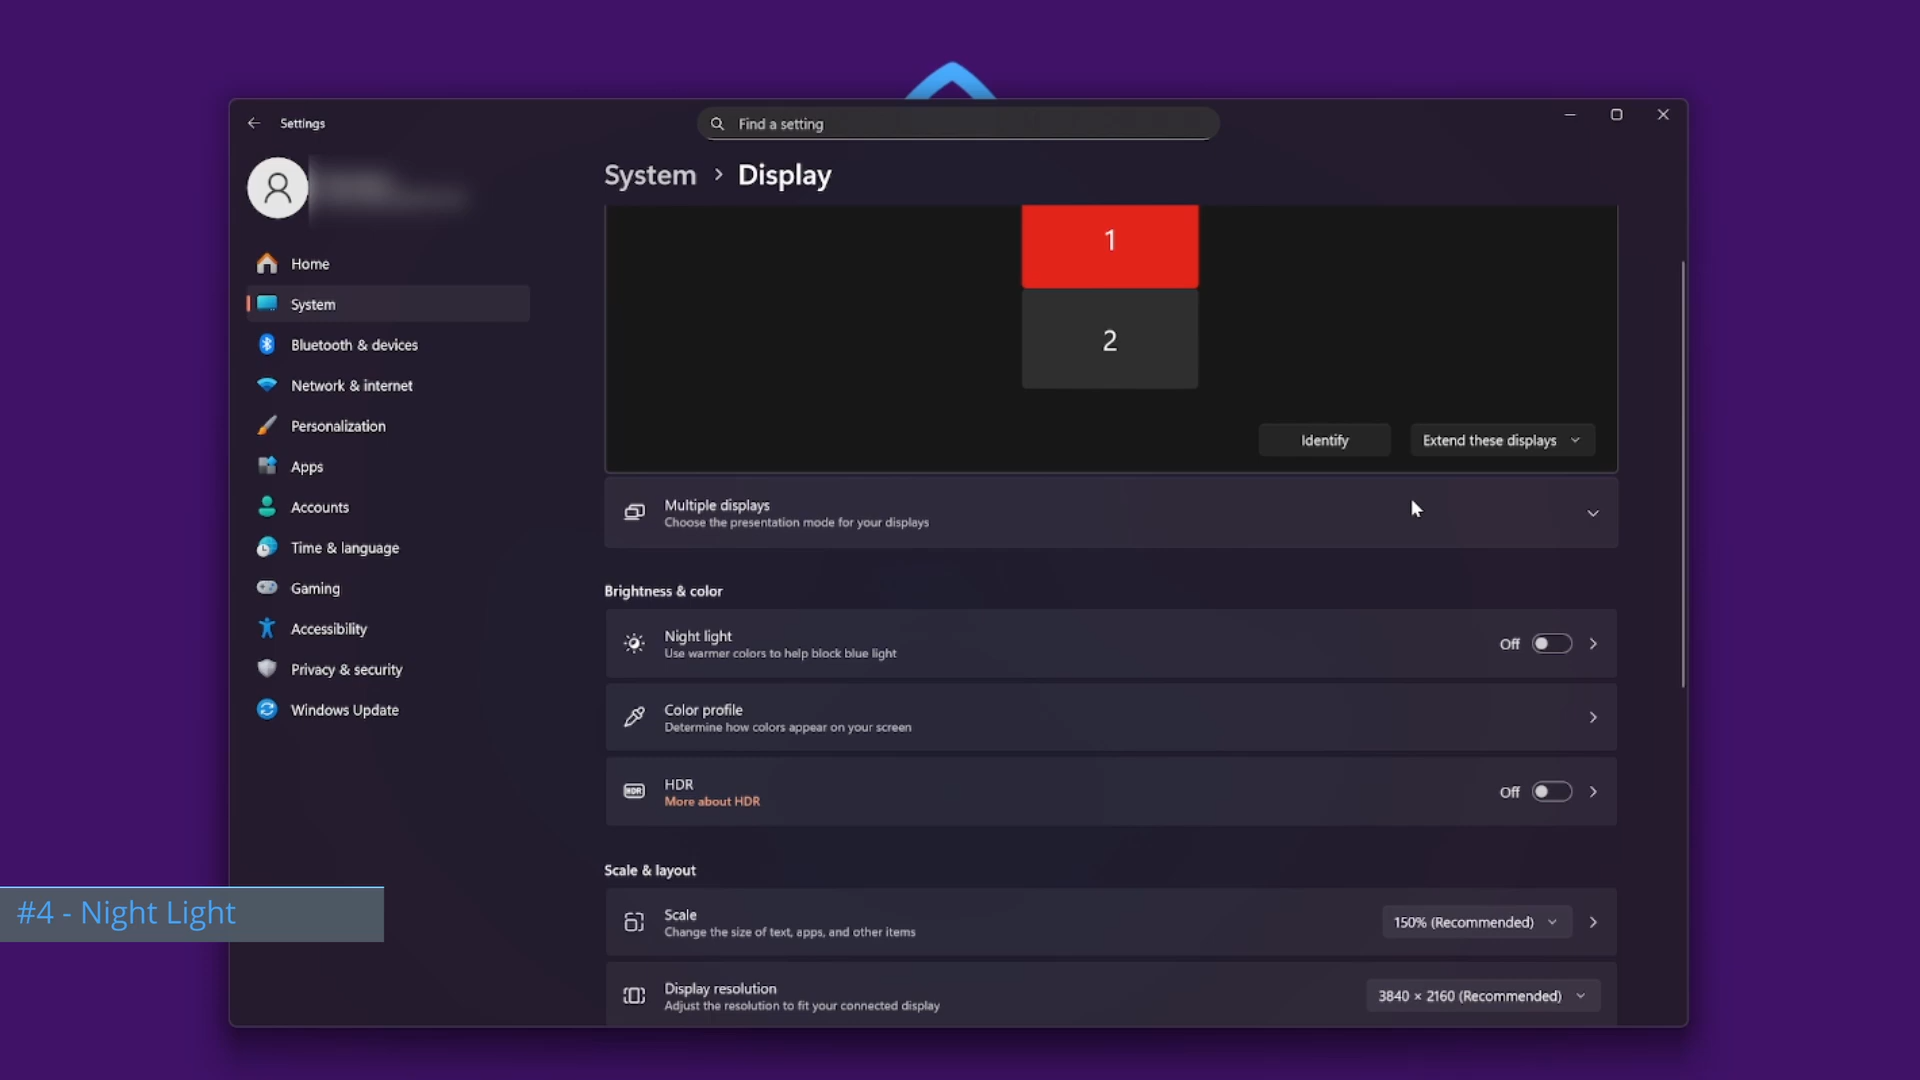 Settings
Find a setting
System > Display
Home
System
Bluetooth & devices
Network & internet
Personalization
Apps
Accounts
Time & language
Gaming
Accessibility
Privacy & security
Windows Update
1
2
Identify
Extend these displays
Multiple displays
Choose the presentation mode for your displays
Brightness & color
Night light
Use warmer colors to help block blue light
Off
Color profile
Determine how colors appear on your screen
HDR
HDR
More about HDR
Off
Scale & layout
Scale
Change the size of text, apps, and other items
150% (Recommended)
Display resolution
Adjust the resolution to fit your connected display
3840 × 2160 (Recommended)
#4 - Night Light